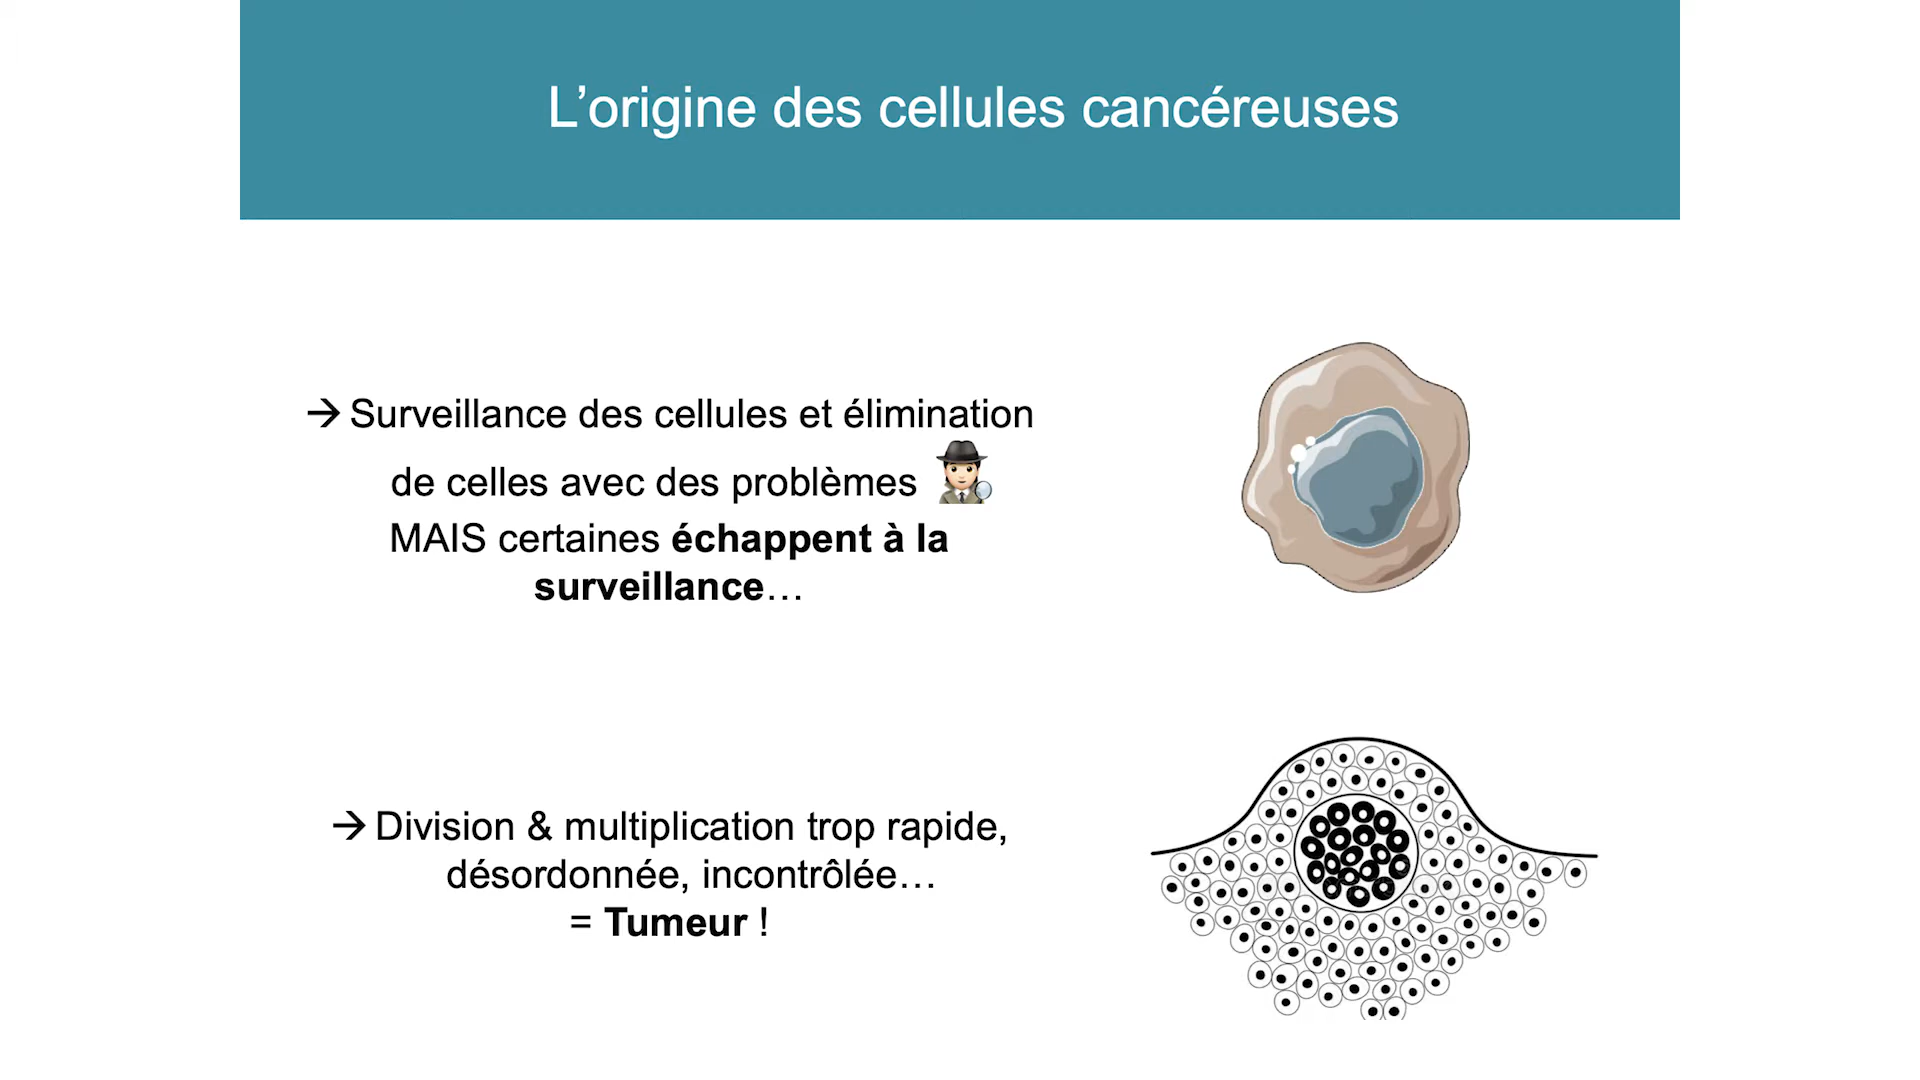 L’origine des cellules cancéreuses
→ Surveillance des cellules et élimination
de celles avec des problèmes
MAIS certaines échappent à la
surveillance…
→ Division & multiplication trop rapide,
désordonnée, incontrôlée…
= Tumeur !